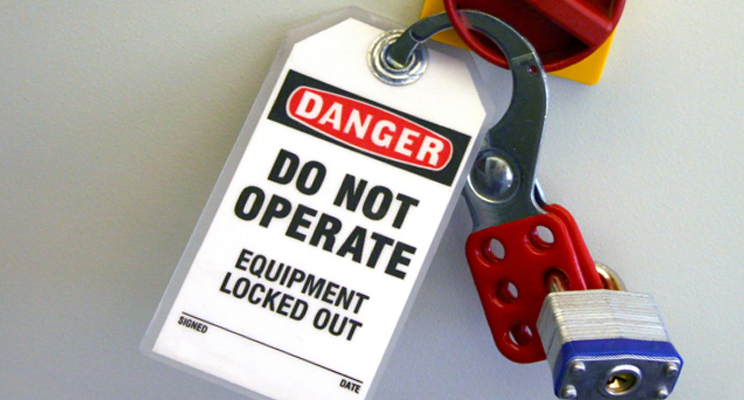 DANGER
DO NOT
OPERATE
EQUIPMENT
LOCKED OUT
SIGNED
DATE